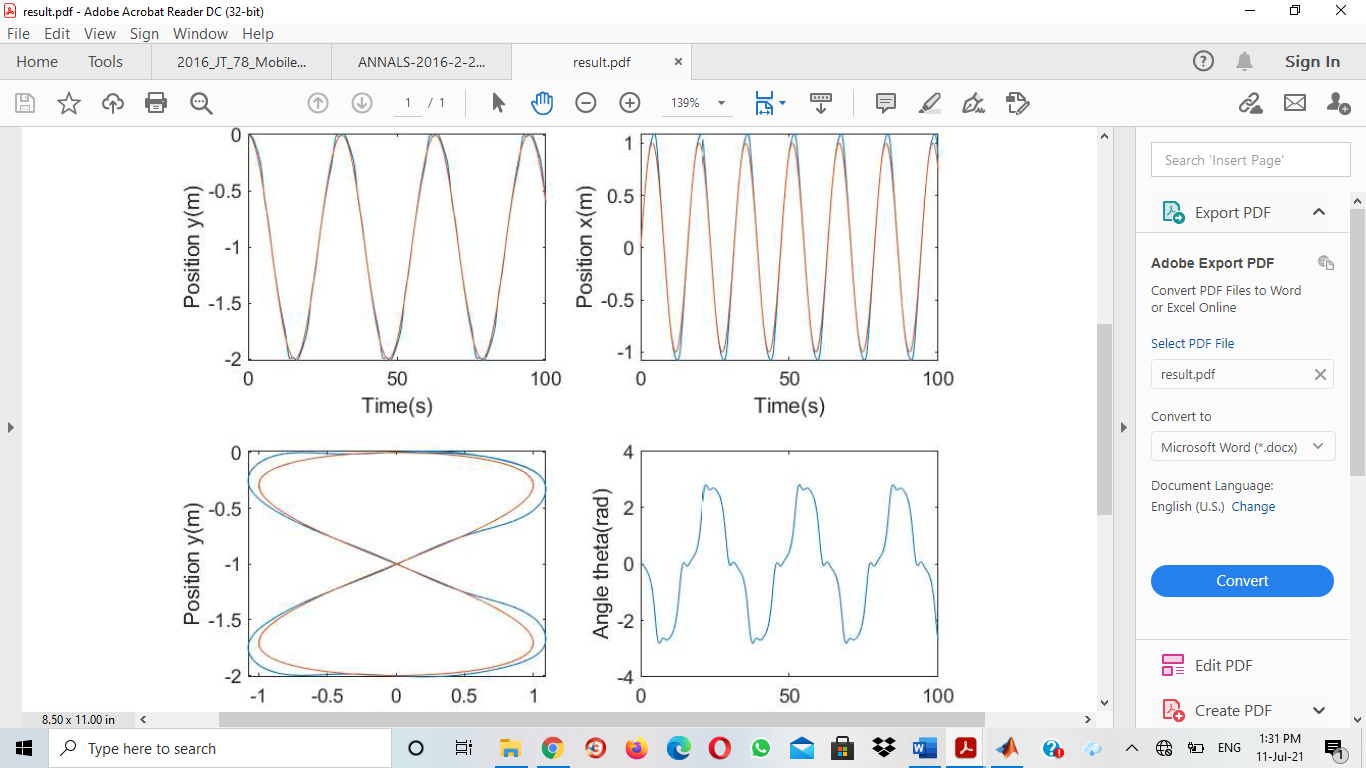 result.pdf - Adobe Acrobat Reader DC (32-bit)
File Edit View Sign Window Help
Home Tools 2016_JT_78_Mobile... ANNALS-2016-2-2... result.pdf × Sign In
1 / 1 139%
0
-0.5
-1
-1.5
-2
Position y(m)
0 50 100
Time(s)
1
0.5
0
-0.5
-1
Position x(m)
0 50 100
Time(s)
0
-0.5
-1
-1.5
-2
Position y(m)
-1 -0.5 0 0.5 1
4
2
0
-2
-4
Angle theta(rad)
0 50 100
8.50 x 11.00 in
Search 'Insert Page'
Export PDF
Adobe Export PDF
Convert PDF Files to Word
or Excel Online
Select PDF File
result.pdf
Convert to
Microsoft Word (*.docx)
Document Language:
English (U.S.) Change
Convert
Edit PDF
Create PDF
Type here to search
ENG
1:31 PM
11-Jul-21
1